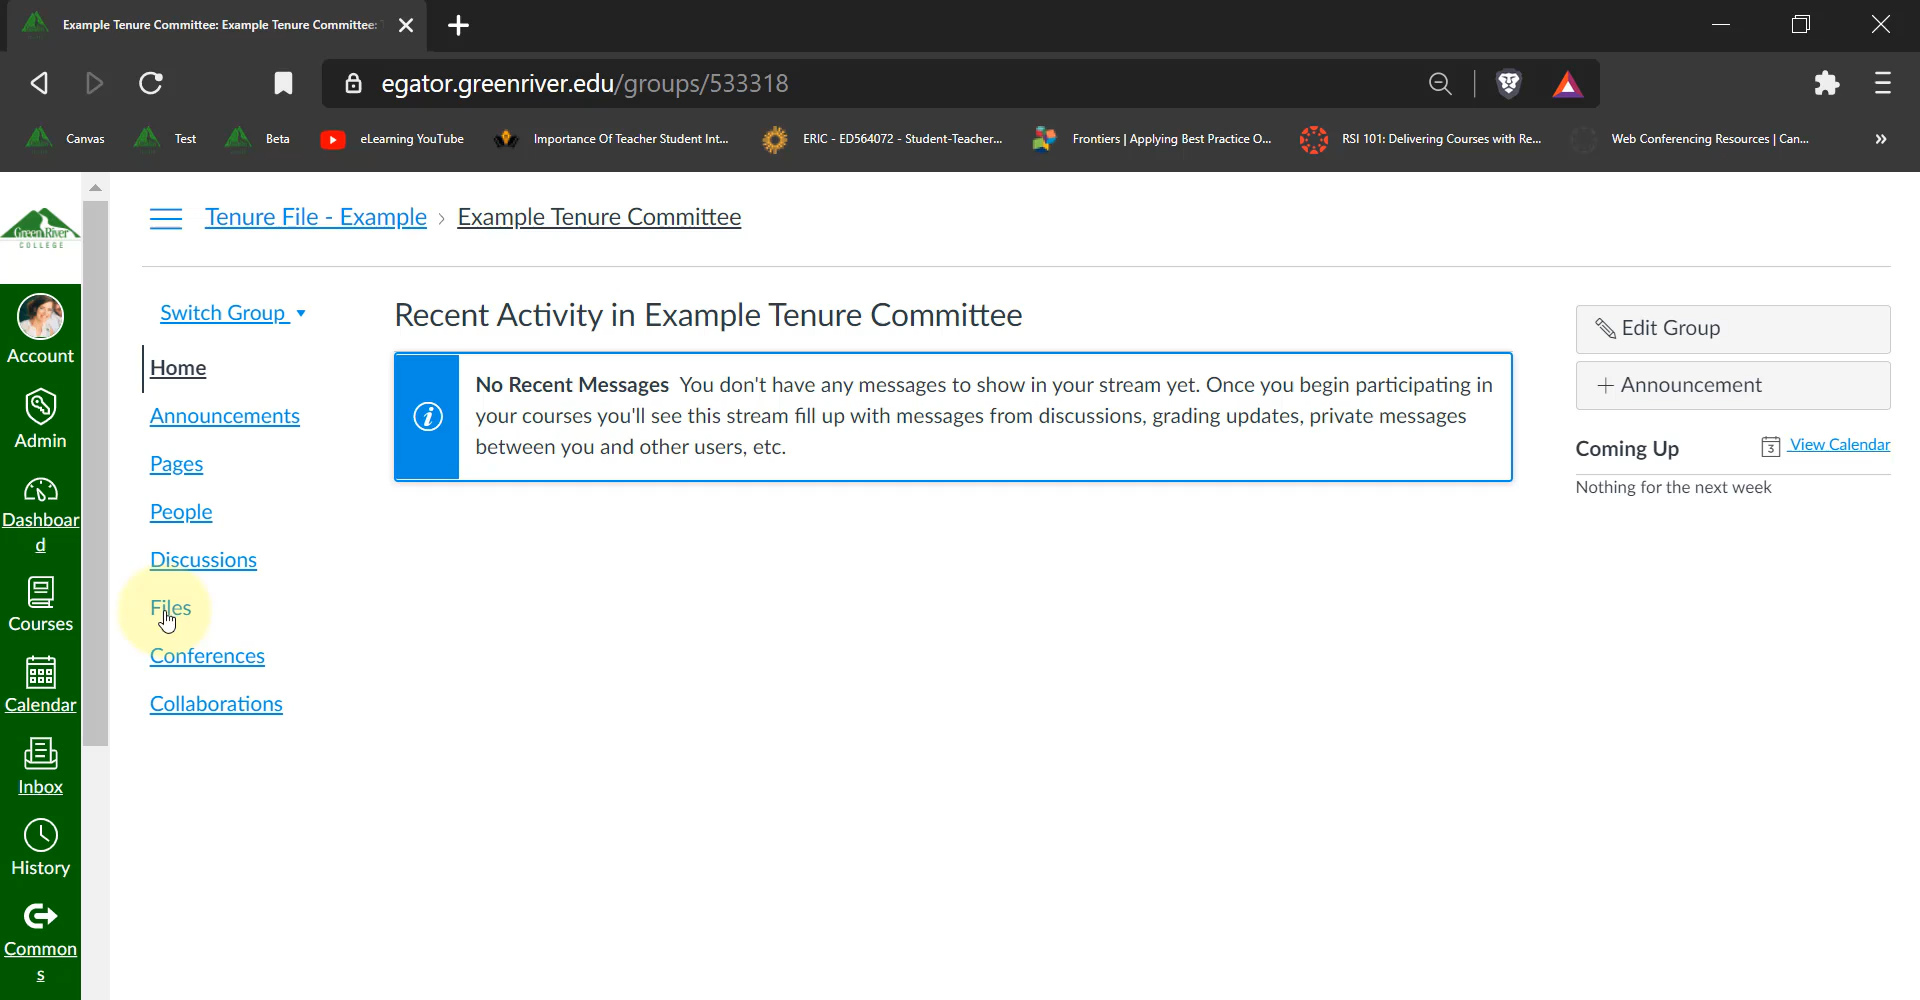 Example Tenure Committee: Example Tenure Committee:
egator.greenriver.edu/groups/533318
Canvas
Test
Beta
eLearning YouTube
Importance Of Teacher Student Int...
ERIC - ED564072 - Student-Teacher...
Frontiers | Applying Best Practice O...
RSI 101: Delivering Courses with Re...
Web Conferencing Resources | Can...
»
GreenRiver
COLLEGE
Account
Admin
Dashboar
d
Courses
Calendar
Inbox
History
Common
s
Tenure File - Example › Example Tenure Committee
Switch Group
Home
Announcements
Pages
People
Discussions
Files
Conferences
Collaborations
Recent Activity in Example Tenure Committee
No Recent Messages You don't have any messages to show in your stream yet. Once you begin participating in
your courses you'll see this stream fill up with messages from discussions, grading updates, private messages
between you and other users, etc.
Edit Group
+ Announcement
Coming Up
3 View Calendar
Nothing for the next week